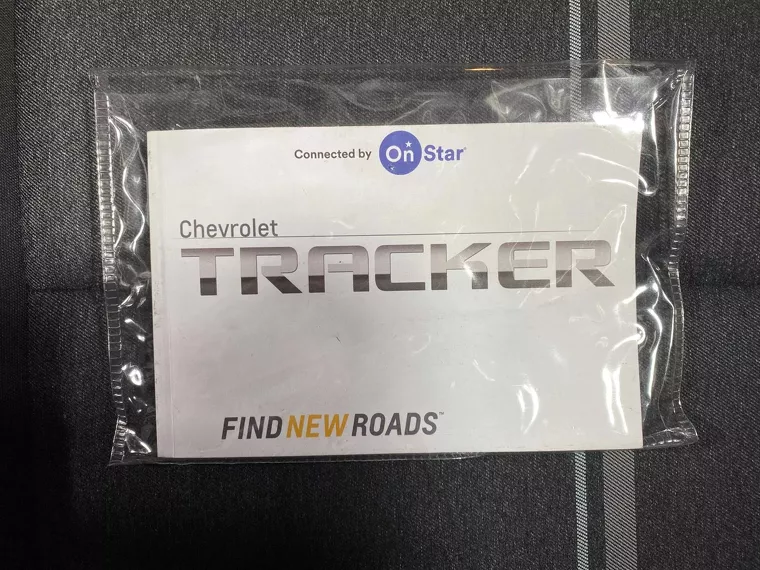 Connected by OnStar
Chevrolet
TRACKER
FIND NEW ROADS™